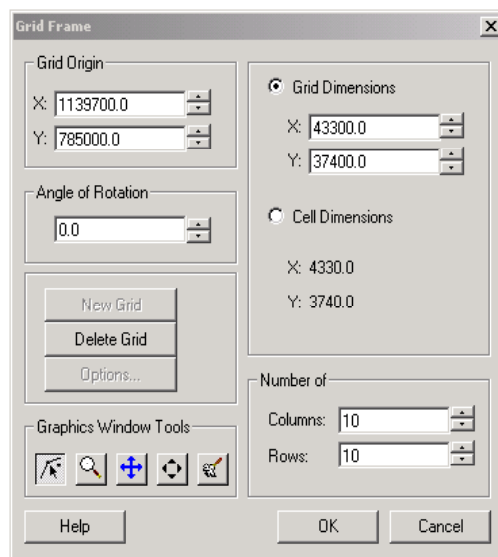 Grid Frame
Grid Origin
X: 1139700.0
Y: 785000.0
Angle of Rotation
0.0
New Grid
Delete Grid
Options...
Graphics Window Tools
Grid Dimensions
X: 43300.0
Y: 37400.0
Cell Dimensions
X: 4330.0
Y: 3740.0
Number of
Columns: 10
Rows: 10
Help
OK
Cancel